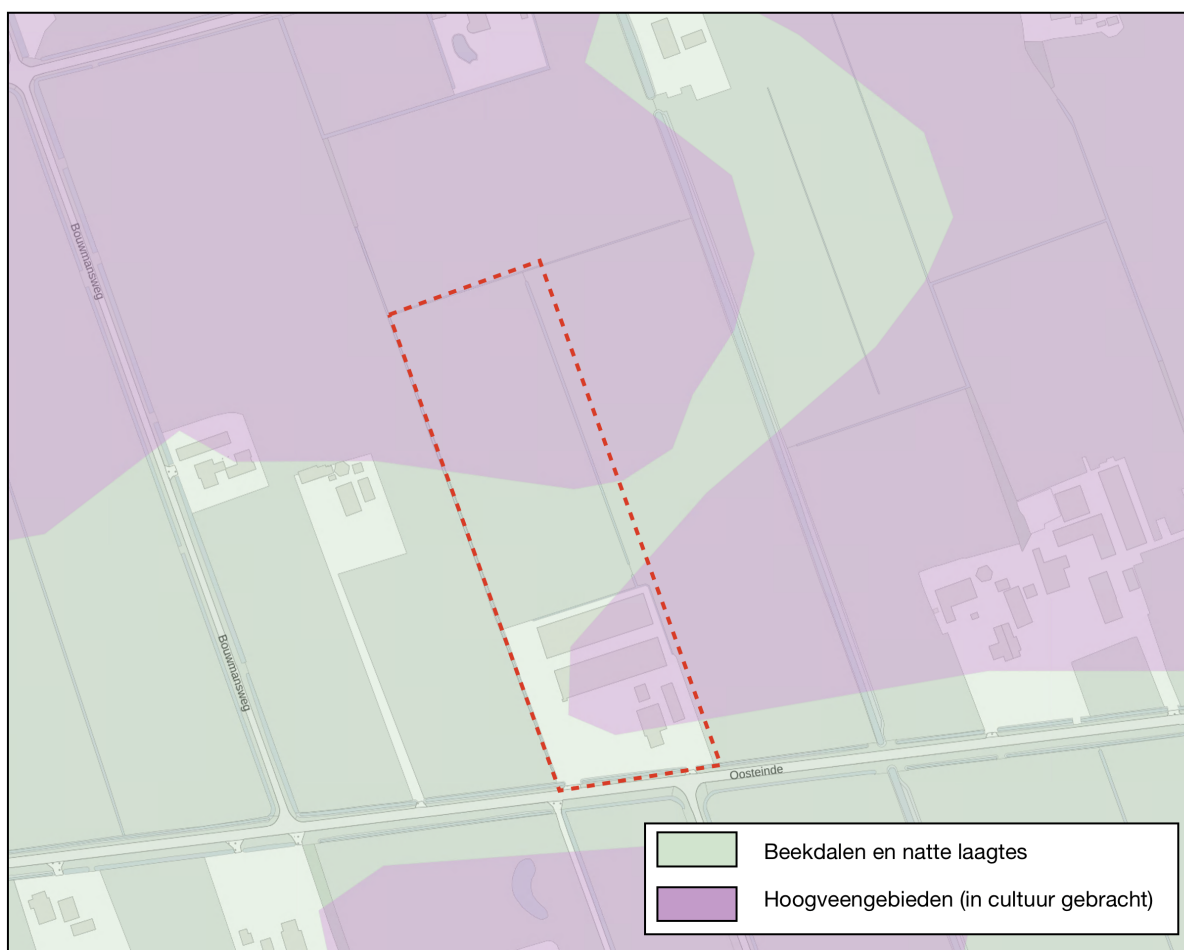 Bouwmansweg
Bouwmansweg
Oosteinde
Beekdalen en natte laagtes
Hoogveengebieden (in cultuur gebracht)